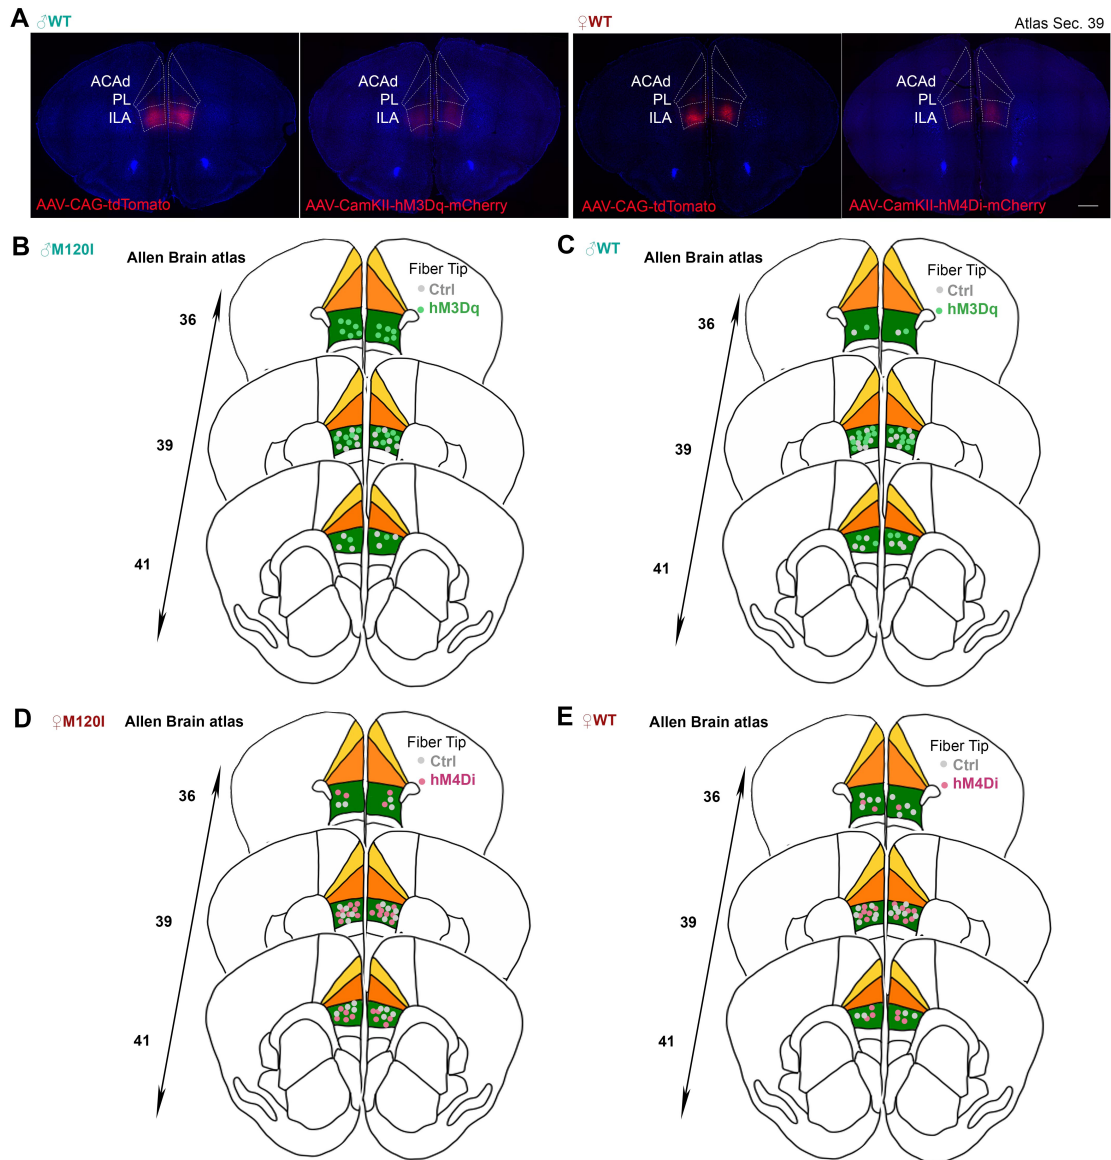 A
♂WT
♀WT
Atlas Sec. 39
ACAd
PL
ILA
AAV-CAG-tdTomato
ACAd
PL
ILA
AAV-CamKII-hM3Dq-mCherry
ACAd
PL
ILA
AAV-CAG-tdTomato
ACAd
PL
ILA
AAV-CamKII-hM4Di-mCherry
B
♂M120I
Allen Brain atlas
Fiber Tip
Ctrl
hM3Dq
36
39
41
C
♂WT
Allen Brain atlas
Fiber Tip
Ctrl
hM3Dq
36
39
41
D
♀M120I
Allen Brain atlas
Fiber Tip
Ctrl
hM4Di
36
39
41
E
♀WT
Allen Brain atlas
Fiber Tip
Ctrl
hM4Di
36
39
41